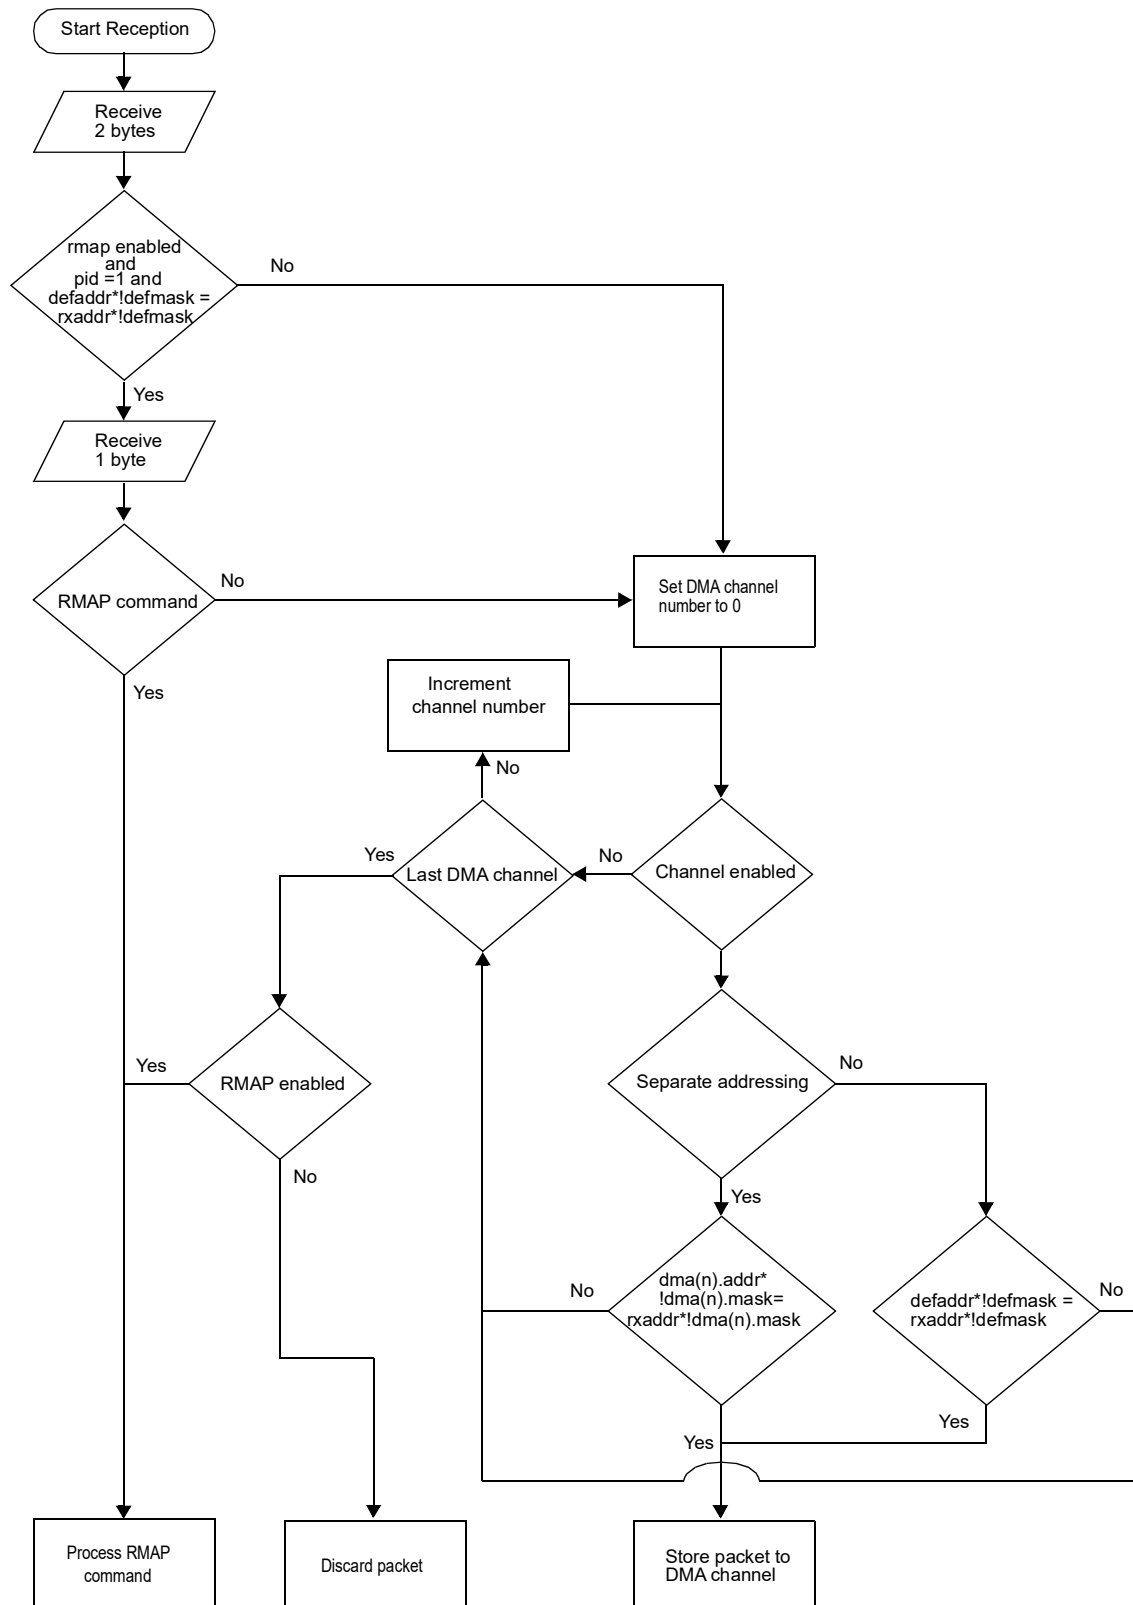 Start Reception
Receive
2 bytes
rmap enabled
and
pid =1 and
defaddr*!defmask =
rxaddr*!defmask
No
Yes
Receive
1 byte
RMAP command
No
Yes
Set DMA channel
number to 0
Increment
channel number
No
Last DMA channel
Yes
No
Channel enabled
RMAP enabled
Yes
No
Separate addressing
No
Yes
dma(n).addr*
!dma(n).mask=
rxaddr*!dma(n).mask
No
Yes
defaddr*!defmask =
rxaddr*!defmask
No
Yes
Process RMAP
command
Discard packet
Store packet to
DMA channel